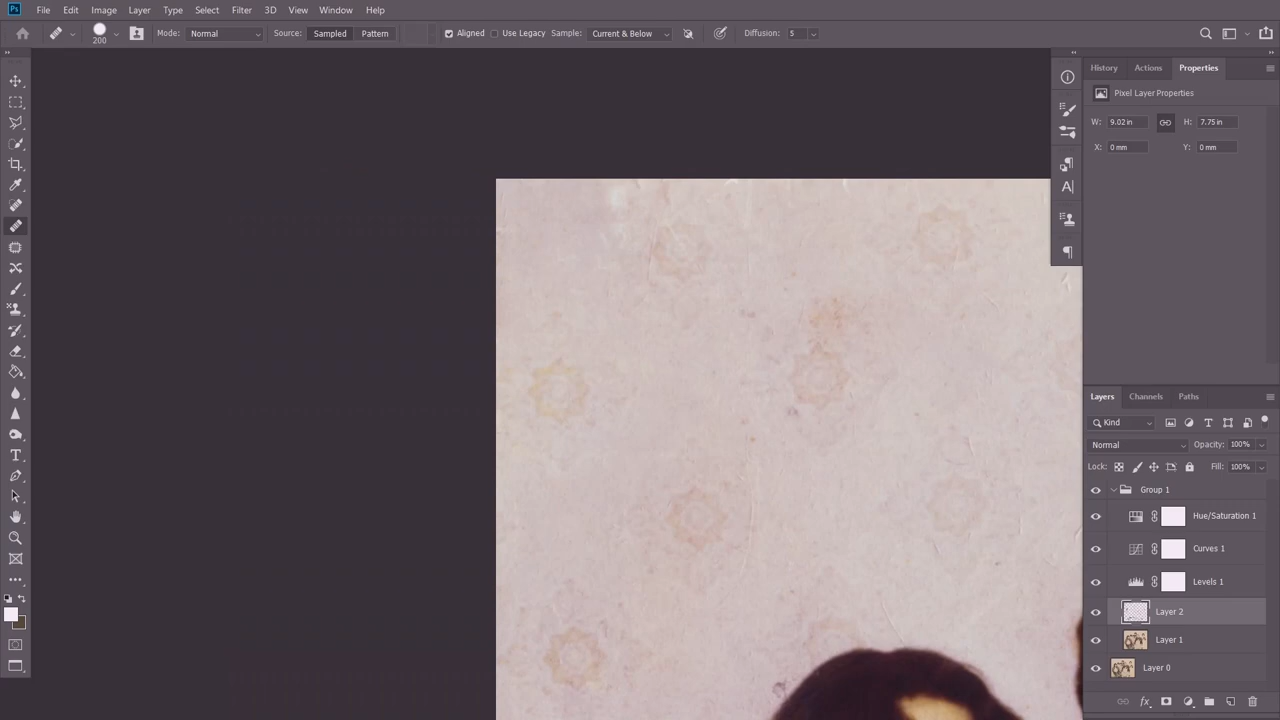 Ps File Edit Image Layer Type Select Filter 3D View Window Help
200 Mode: Normal Source: Sampled Pattern Aligned Use Legacy Sample: Current & Below Diffusion: 5
History Actions Properties
Pixel Layer Properties
W: 9.02 in H: 7.75 in
X: 0 mm Y: 0 mm
Layers Channels Paths
Kind
Normal Opacity: 100%
Lock: Fill: 100%
Group 1
Hue/Saturation 1
Curves 1
Levels 1
Layer 2
Layer 1
Layer 0
fx